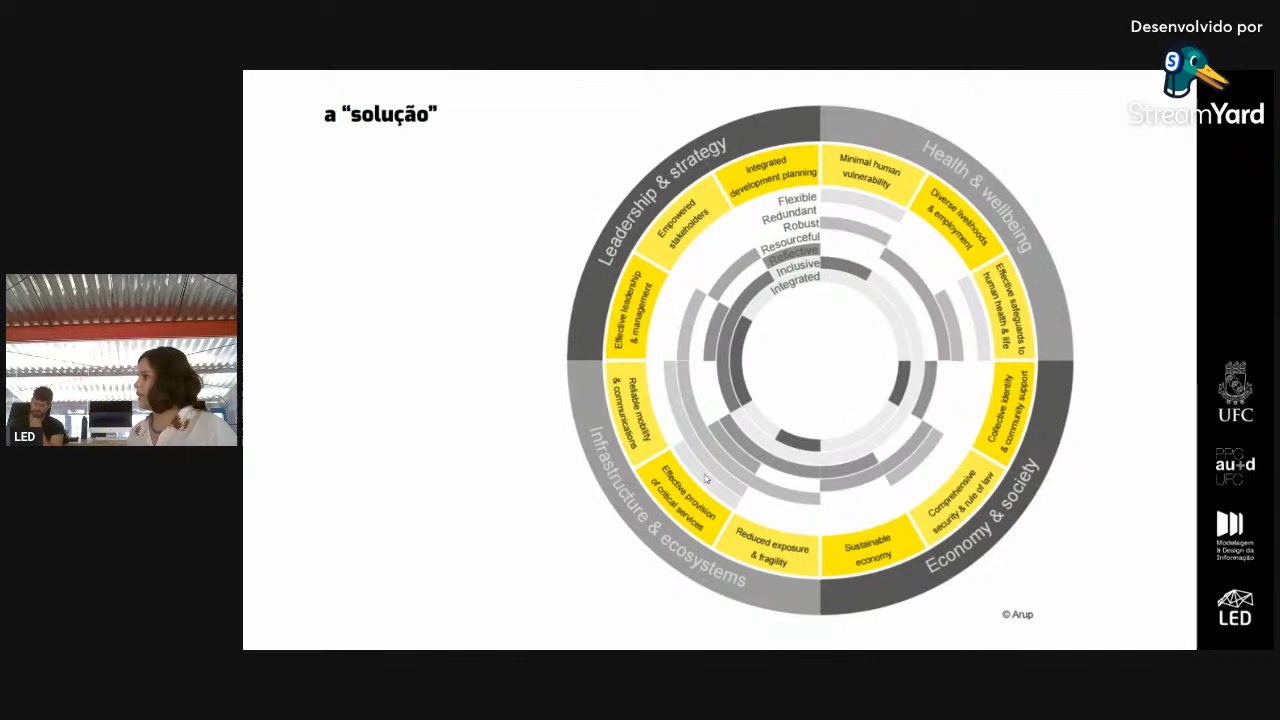 Desenvolvido por
StreamYard
a “solução”
Leadership & strategy
Health & wellbeing
Economy & society
Infrastructure & ecosystems
Integrated
development planning
Minimal human
vulnerability
Diverse livelihoods
& employment
Effective safeguards to
human health & life
Collective identity
& community support
Comprehensive
security & rule of law
Sustainable
economy
Reduced exposure
& fragility
Effective provision
of critical services
Reliable mobility
& communications
Effective leadership
& management
Empowered
stakeholders
Flexible
Redundant
Robust
Resourceful
Reflective
Inclusive
Integrated
© Arup
LED
UFC
PPG
au+d
UFC
Modelagem
& Design da
Informação
LED